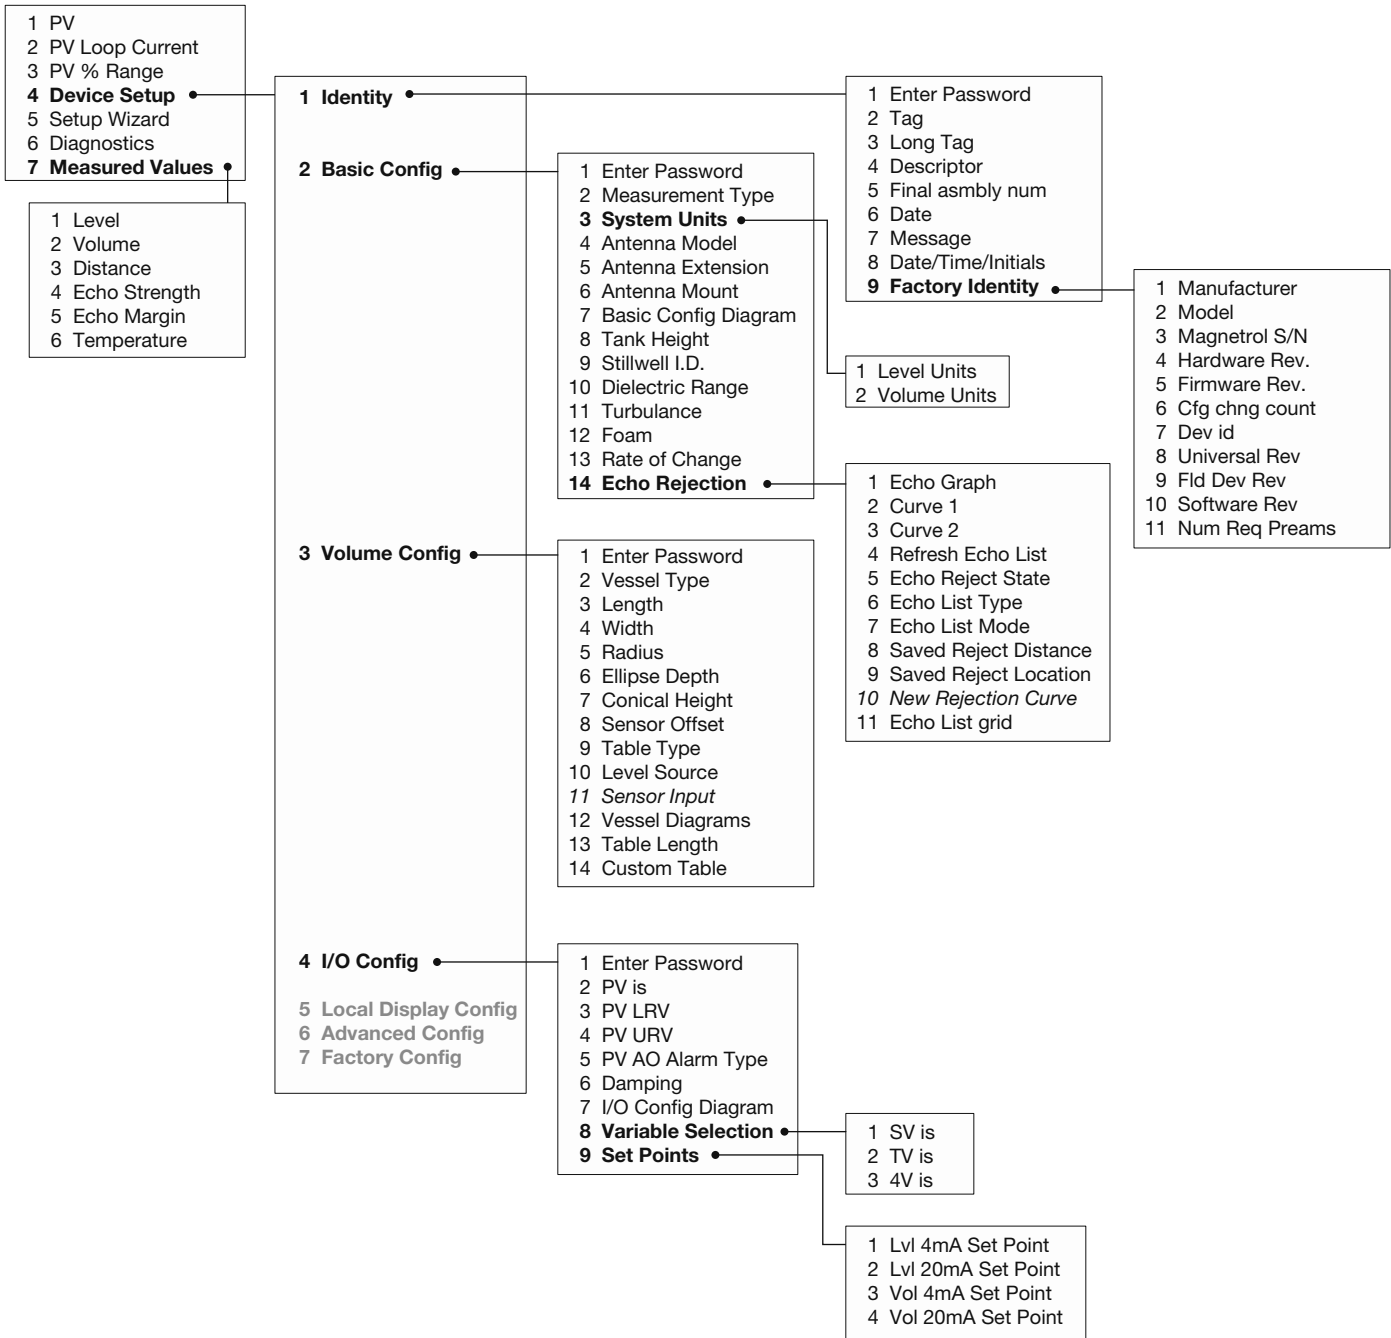 1 PV
2 PV Loop Current
3 PV % Range
4 Device Setup
5 Setup Wizard
6 Diagnostics
7 Measured Values
1 Level
2 Volume
3 Distance
4 Echo Strength
5 Echo Margin
6 Temperature
1 Identity
2 Basic Config
3 Volume Config
4 I/O Config
5 Local Display Config
6 Advanced Config
7 Factory Config
1 Enter Password
2 Measurement Type
3 System Units
4 Antenna Model
5 Antenna Extension
6 Antenna Mount
7 Basic Config Diagram
8 Tank Height
9 Stillwell I.D.
10 Dielectric Range
11 Turbulance
12 Foam
13 Rate of Change
14 Echo Rejection
1 Enter Password
2 Vessel Type
3 Length
4 Width
5 Radius
6 Ellipse Depth
7 Conical Height
8 Sensor Offset
9 Table Type
10 Level Source
11 Sensor Input
12 Vessel Diagrams
13 Table Length
14 Custom Table
1 Enter Password
2 PV is
3 PV LRV
4 PV URV
5 PV AO Alarm Type
6 Damping
7 I/O Config Diagram
8 Variable Selection
9 Set Points
1 Enter Password
2 Tag
3 Long Tag
4 Descriptor
5 Final asmbly num
6 Date
7 Message
8 Date/Time/Initials
9 Factory Identity
1 Level Units
2 Volume Units
1 Echo Graph
2 Curve 1
3 Curve 2
4 Refresh Echo List
5 Echo Reject State
6 Echo List Type
7 Echo List Mode
8 Saved Reject Distance
9 Saved Reject Location
10 New Rejection Curve
11 Echo List grid
1 SV is
2 TV is
3 4V is
1 Lvl 4mA Set Point
2 Lvl 20mA Set Point
3 Vol 4mA Set Point
4 Vol 20mA Set Point
1 Manufacturer
2 Model
3 Magnetrol S/N
4 Hardware Rev.
5 Firmware Rev.
6 Cfg chng count
7 Dev id
8 Universal Rev
9 Fld Dev Rev
10 Software Rev
11 Num Req Preams